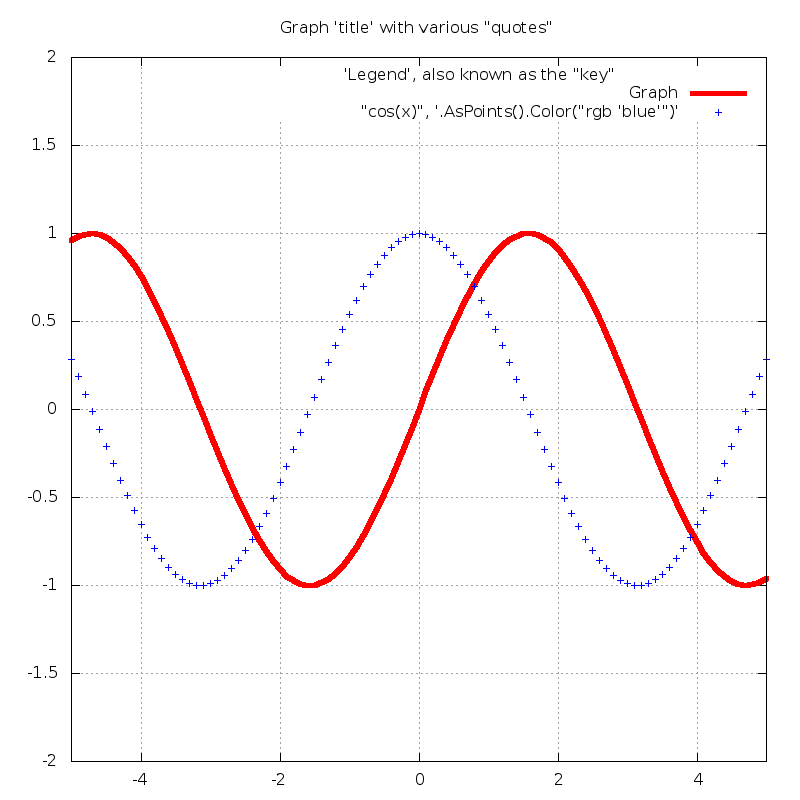 Graph 'title' with various "quotes"
'Legend', also known as the "key"
Graph
"cos(x)", '.AsPoints().Color("rgb 'blue'")'
2
1.5
1
0.5
0
-0.5
-1
-1.5
-2
-4 -2 0 2 4